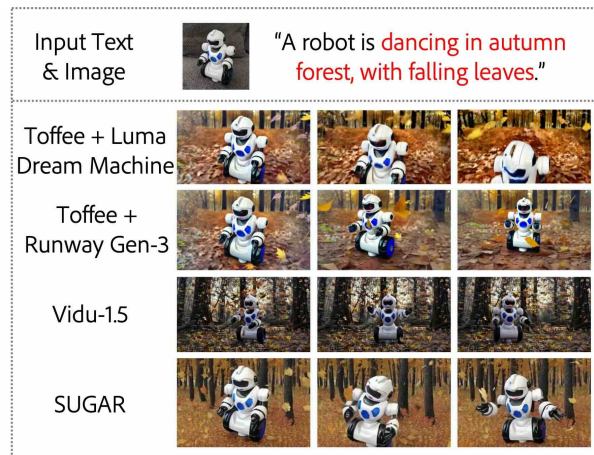 Input Text
& Image
“A robot is dancing in autumn
forest, with falling leaves.”
Toffee + Luma
Dream Machine
Toffee +
Runway Gen-3
Vidu-1.5
SUGAR